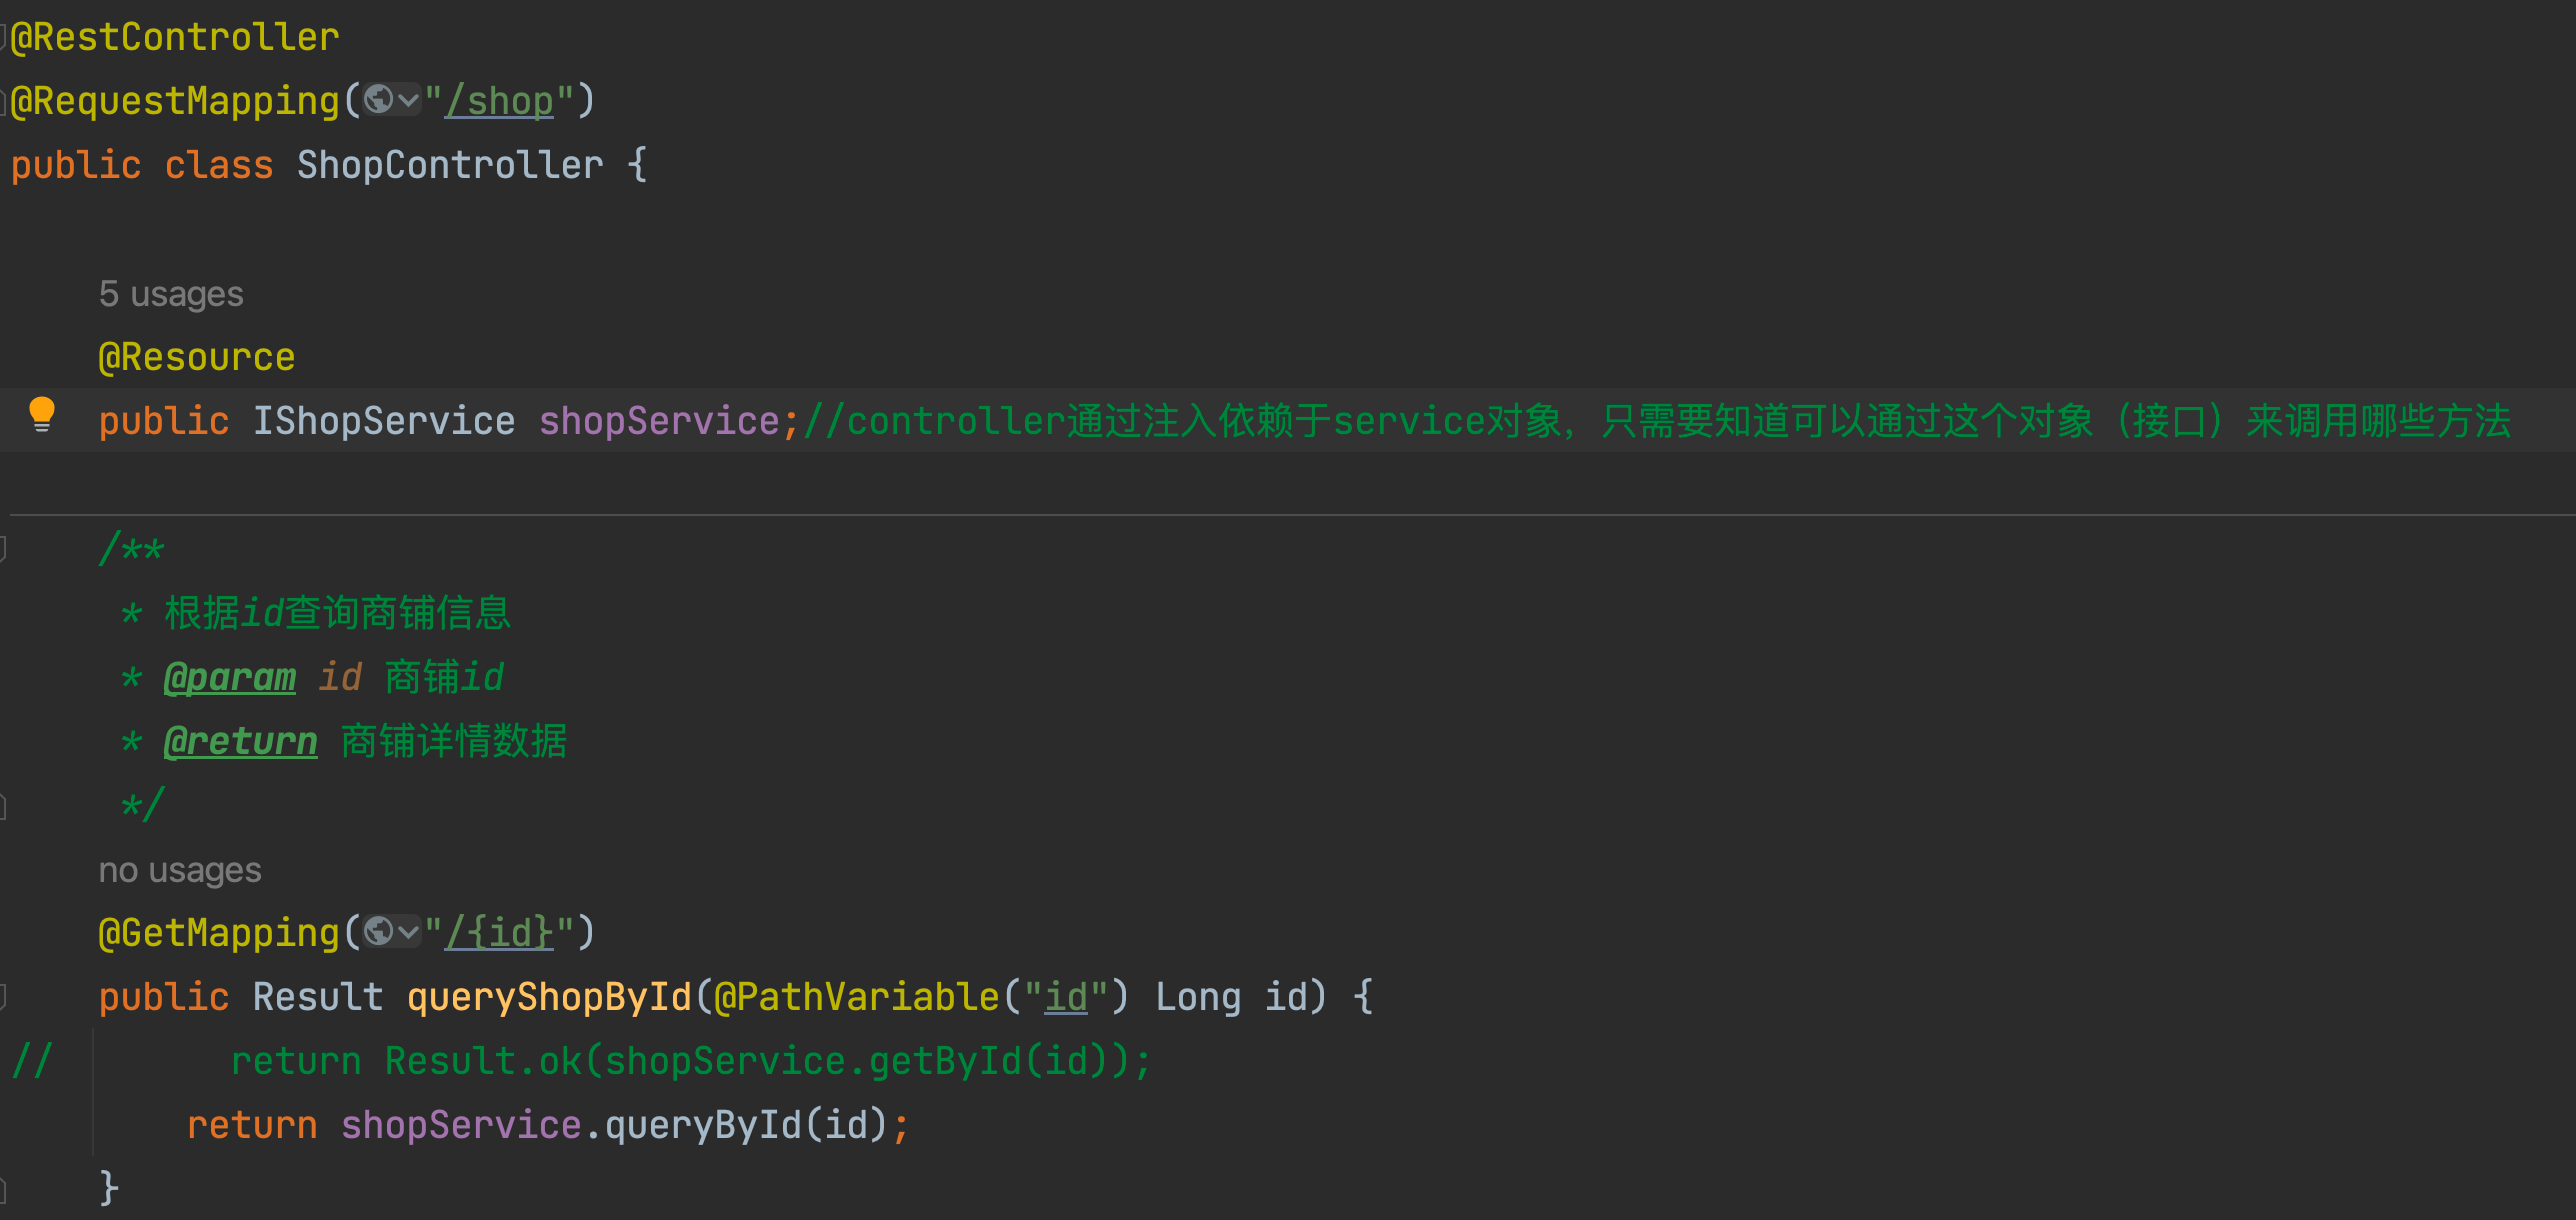 @RestController
@RequestMapping("/shop")
public class ShopController {
5 usages
@Resource
public IShopService shopService;//controller通过注入依赖于service对象，只需要知道可以通过这个对象（接口）来调用哪些方法
/**
* 根据id查询商铺信息
* @param id 商铺id
* @return 商铺详情数据
*/
no usages
@GetMapping("/{id}")
public Result queryShopById(@PathVariable("id") Long id) {
// return Result.ok(shopService.getById(id));
return shopService.queryById(id);
}